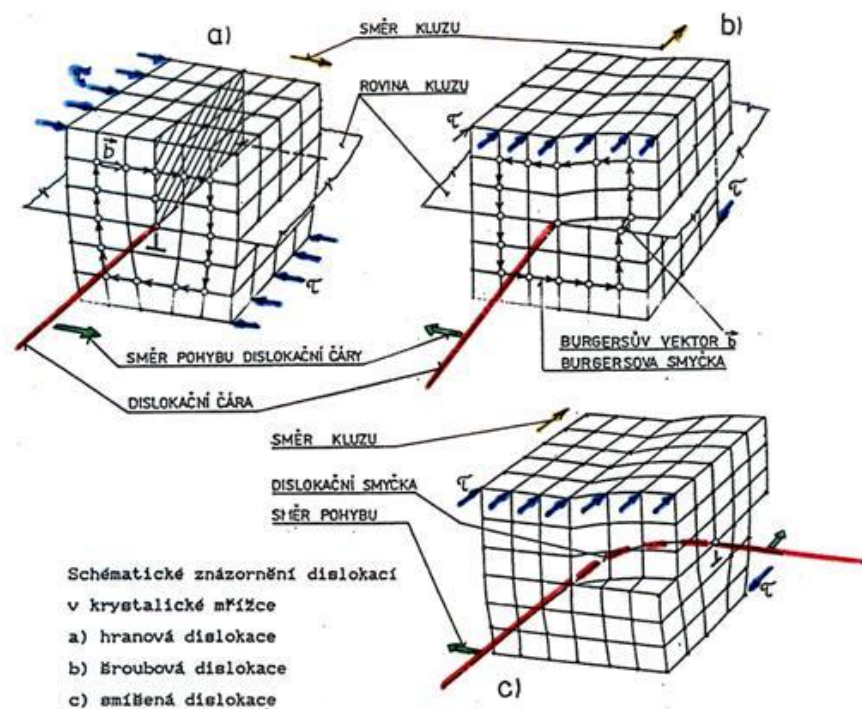 a)
SMĚR KLUZU
b)
τ
ROVINA KLUZU
τ
b
τ
⊥
τ
SMĚR POHYBU DISLOKAČNÍ ČÁRY
BURGERSŮV VEKTOR b
BURGERSOVA SMYČKA
DISLOKAČNÍ ČÁRA
SMĚR KLUZU
DISLOKAČNÍ SMYČKA
τ
SMĚR POHYBU
⊥
τ
Schématické znázornění dislokací
v krystalické mřížce
a) hranová dislokace
b) šroubová dislokace
c) smíšená dislokace
c)